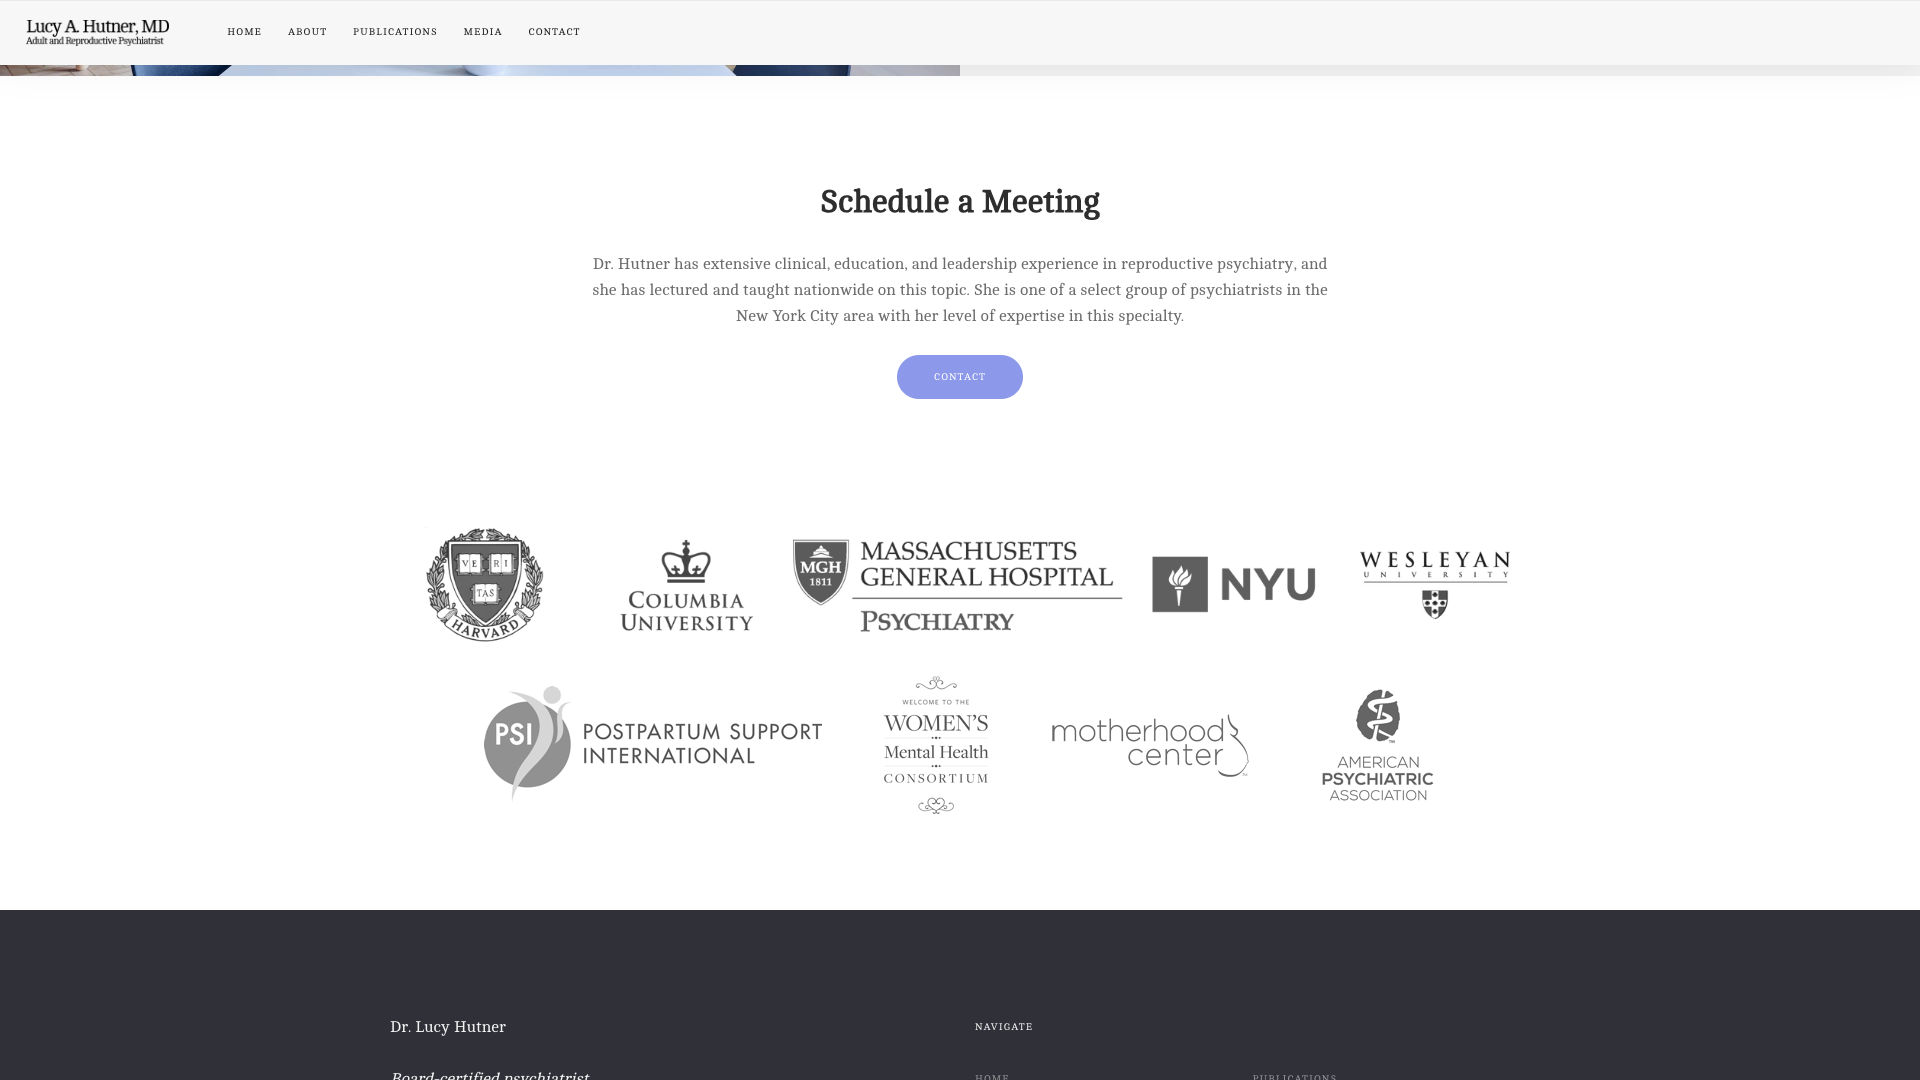 Lucy A. Hutner, MD
Adult and Reproductive Psychiatrist
HOME ABOUT PUBLICATIONS MEDIA CONTACT
Schedule a Meeting
Dr. Hutner has extensive clinical, education, and leadership experience in reproductive psychiatry, and
she has lectured and taught nationwide on this topic. She is one of a select group of psychiatrists in the
New York City area with her level of expertise in this specialty.
CONTACT
VE RI
TAS
HARVARD
COLUMBIA
UNIVERSITY
MGH
1811
MASSACHUSETTS
GENERAL HOSPITAL
PSYCHIATRY
NYU
WESLEYAN
UNIVERSITY
PSI
POSTPARTUM SUPPORT
INTERNATIONAL
WELCOME TO THE
WOMEN'S
Mental Health
CONSORTIUM
motherhood
center
AMERICAN
PSYCHIATRIC
ASSOCIATION
Dr. Lucy Hutner
NAVIGATE
Board-certified psychiatrist
HOME
PUBLICATIONS